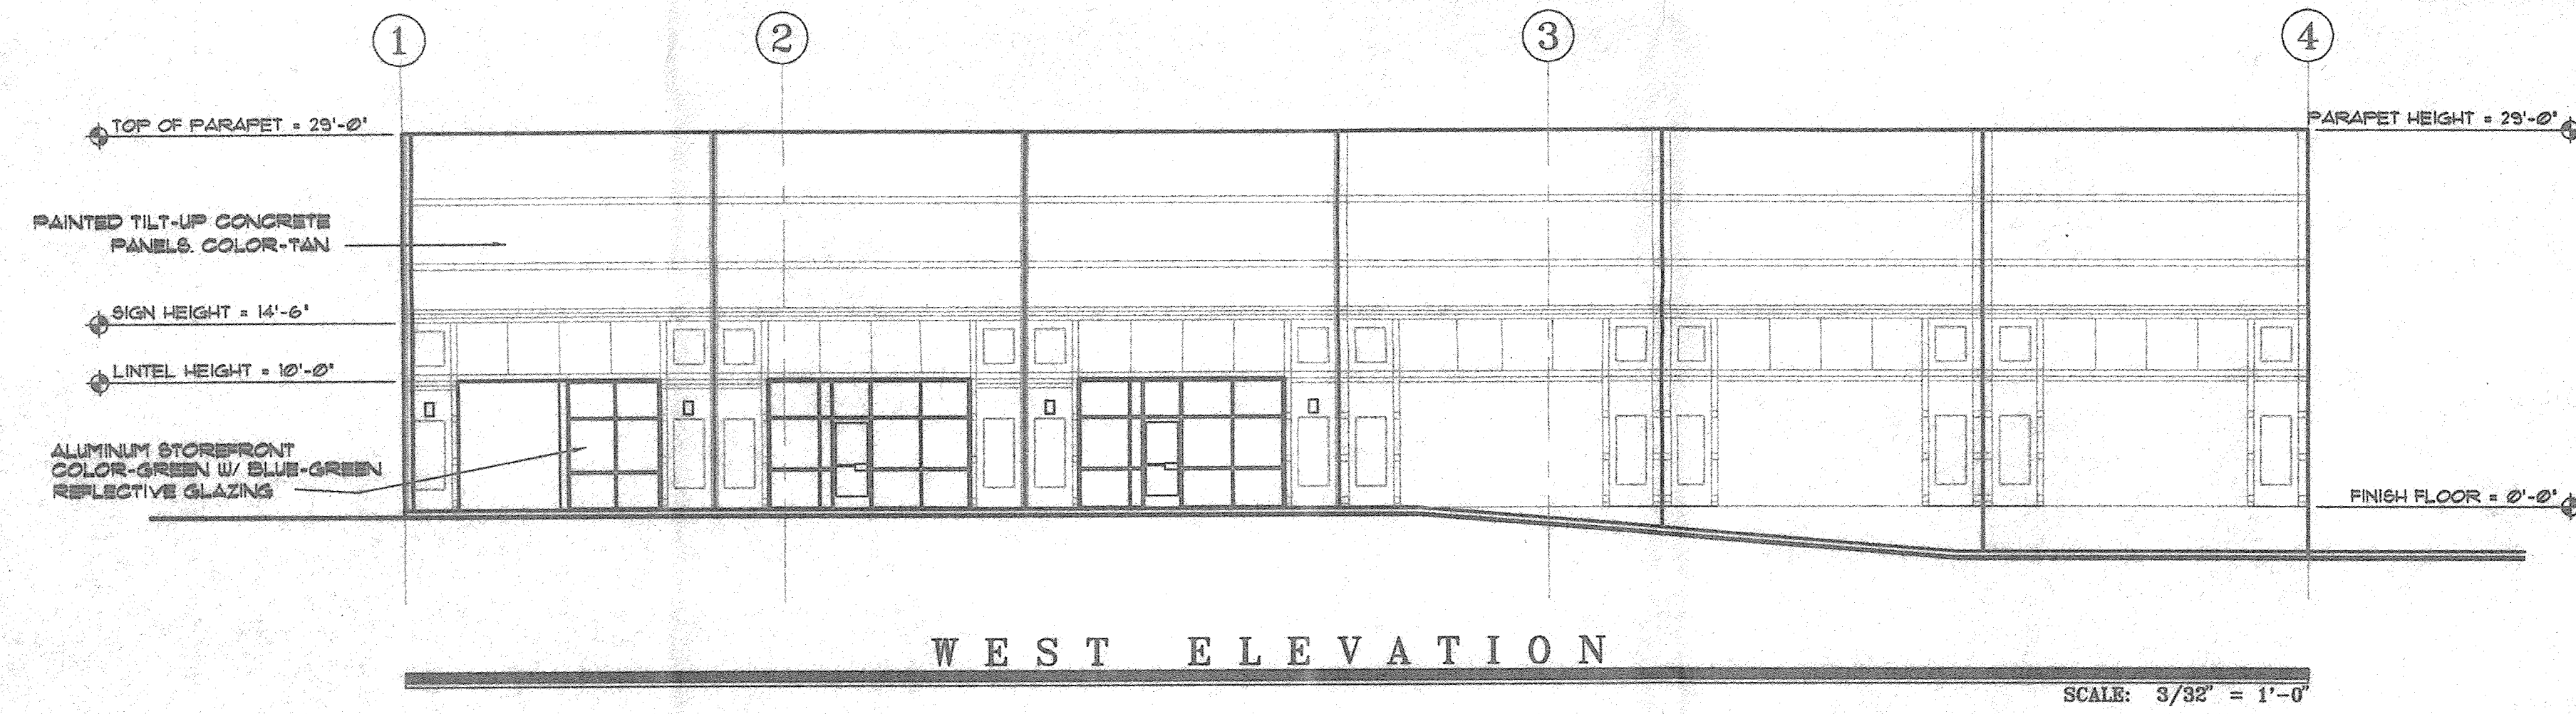 1
2
3
4
TOP OF PARAPET = 29'-0"
PARAPET HEIGHT = 29'-0"
PAINTED TILT-UP CONCRETE
PANELS. COLOR-TAN
SIGN HEIGHT = 14'-6"
LINTEL HEIGHT = 10'-0"
ALUMINUM STOREFRONT
COLOR-GREEN W/ BLUE-GREEN
REFLECTIVE GLAZING
FINISH FLOOR = 0'-0"
WEST ELEVATION
SCALE: 3/32" = 1'-0"